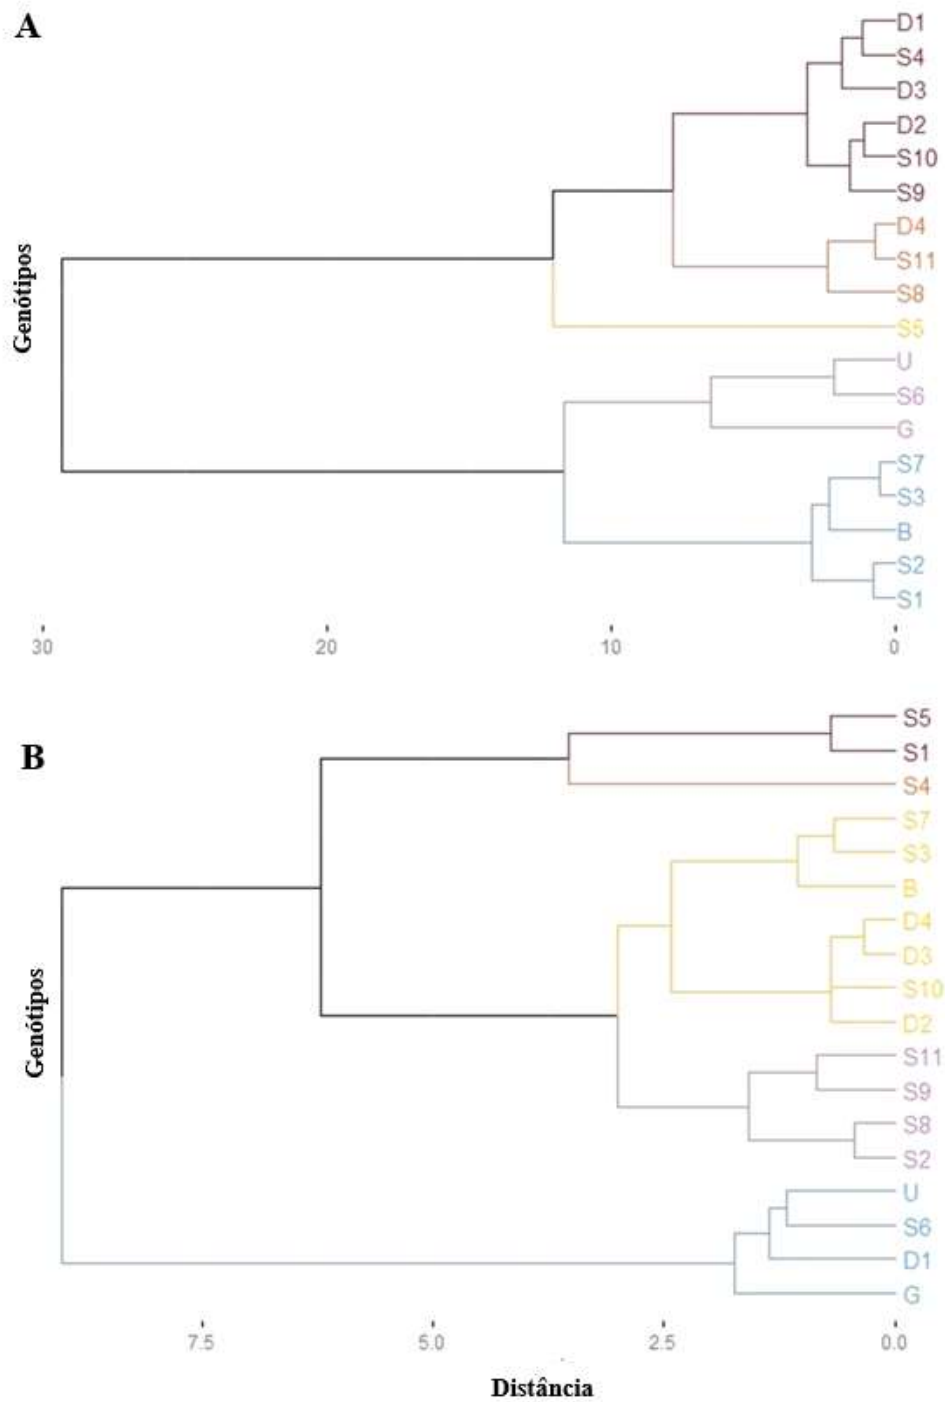 A
Genótipos
D1
S4
D3
D2
S10
S9
D4
S11
S8
S5
U
S6
G
S7
S3
B
S2
S1
30 20 10 0
B
Genótipos
S5
S1
S4
S7
S3
B
D4
D3
S10
D2
S11
S9
S8
S2
U
S6
D1
G
7.5 5.0 2.5 0.0
Distância